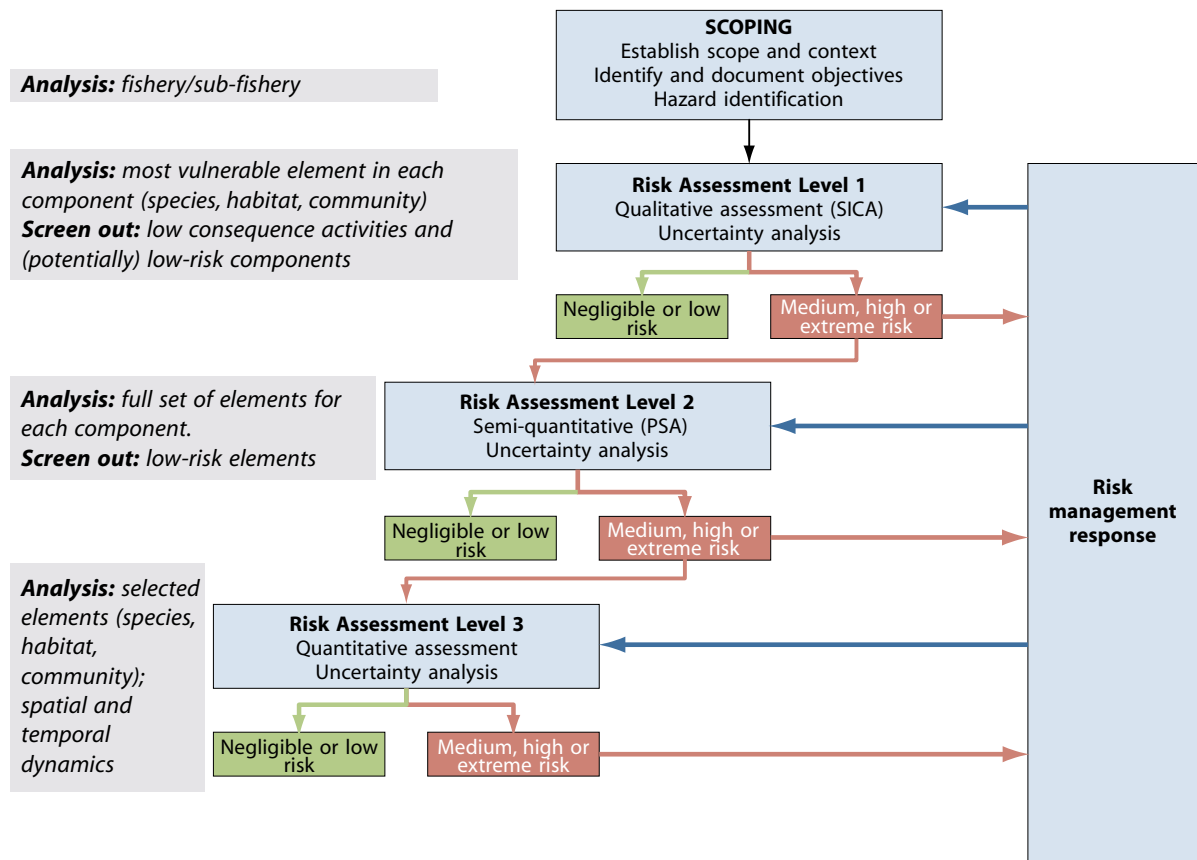 SCOPING
Establish scope and context
Identify and document objectives
Hazard identification
Analysis: fishery/sub-fishery
Analysis: most vulnerable element in each
component (species, habitat, community)
Screen out: low consequence activities and
(potentially) low-risk components
Risk Assessment Level 1
Qualitative assessment (SICA)
Uncertainty analysis
Negligible or low
risk
Medium, high or
extreme risk
Analysis: full set of elements for
each component.
Screen out: low-risk elements
Risk Assessment Level 2
Semi-quantitative (PSA)
Uncertainty analysis
Negligible or low
risk
Medium, high or
extreme risk
Risk
management
response
Analysis: selected
elements (species,
habitat,
community);
spatial and
temporal
dynamics
Risk Assessment Level 3
Quantitative assessment
Uncertainty analysis
Negligible or low
risk
Medium, high or
extreme risk